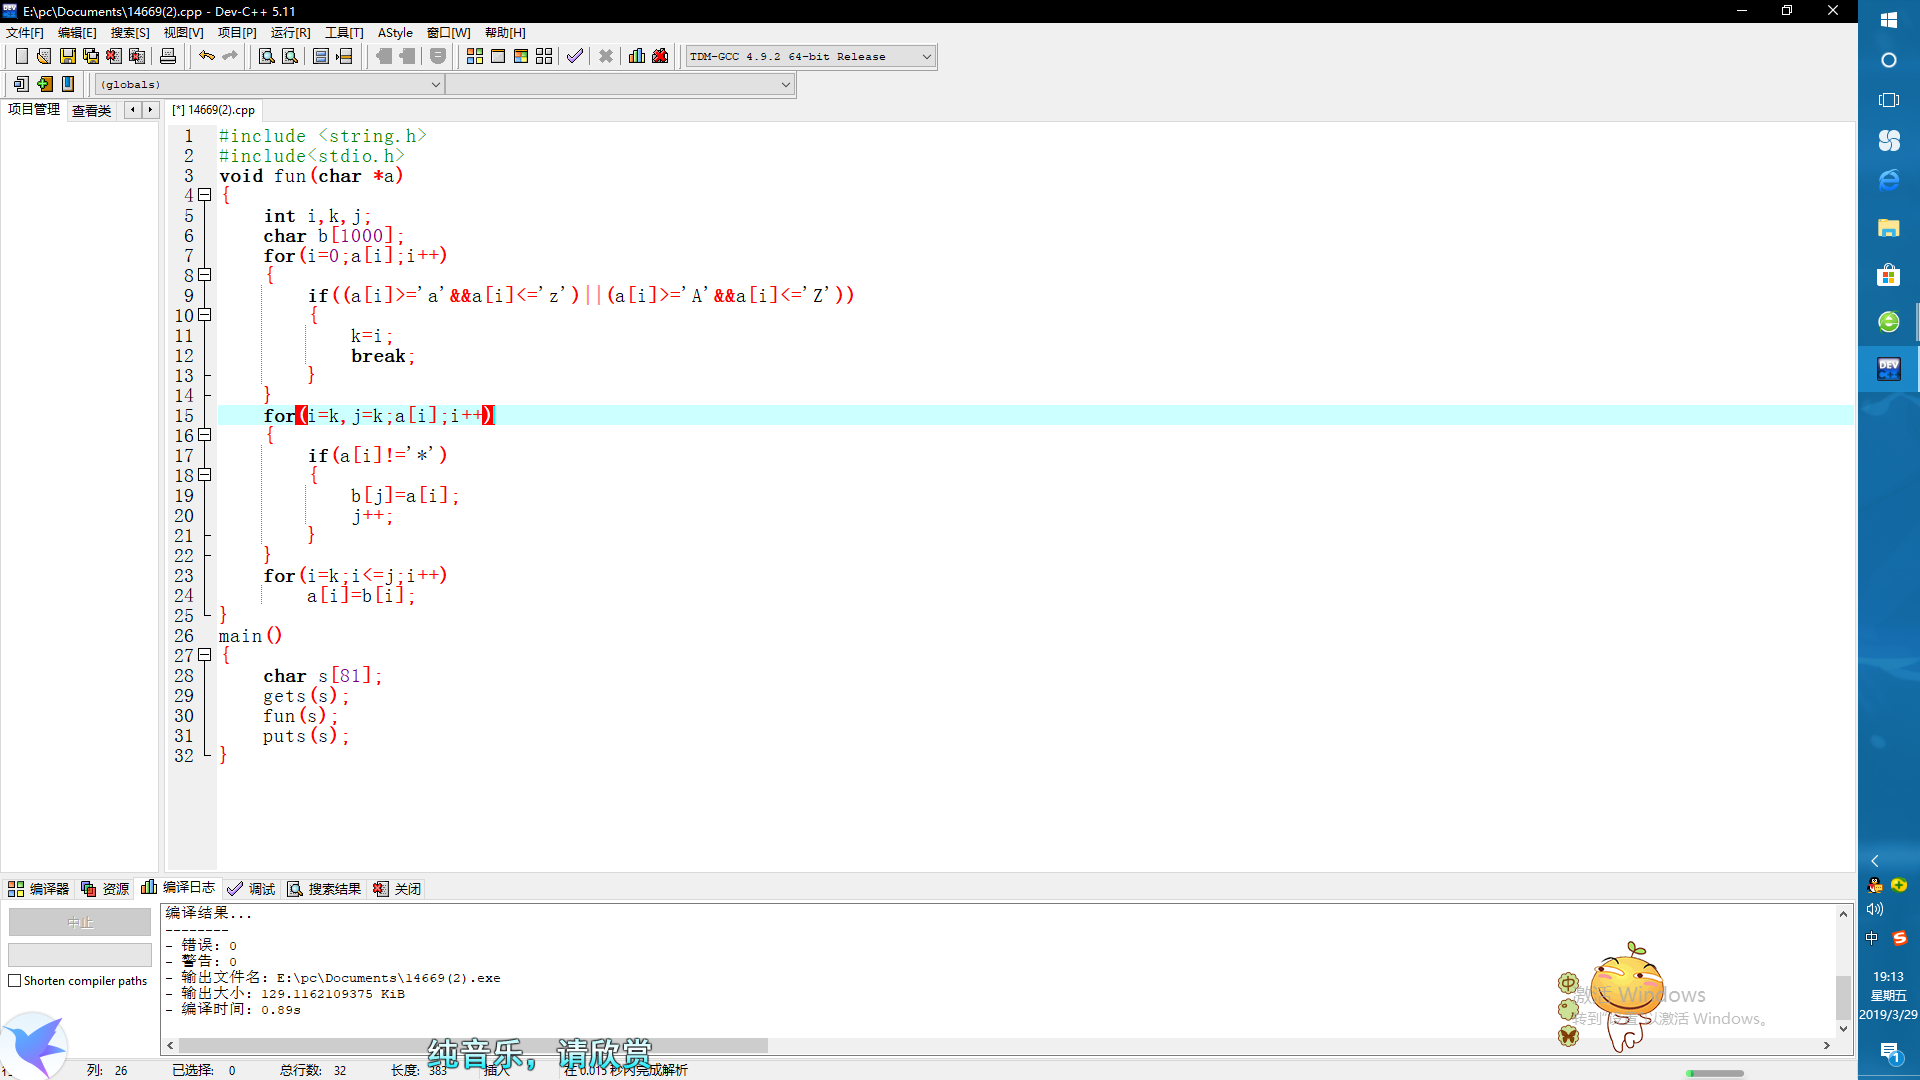 E:\pc\Documents\14669(2).cpp - Dev-C++ 5.11
文件[F] 编辑[E] 搜索[S] 视图[V] 项目[P] 运行[R] 工具[T] AStyle 窗口[W] 帮助[H]
TDM-GCC 4.9.2 64-bit Release
(globals)
项目管理 查看类
[*] 14669(2).cpp
1 #include <string.h>
2 #include<stdio.h>
3 void fun(char *a)
4 {
5 int i,k,j;
6 char b[1000];
7 for(i=0;a[i];i++)
8 {
9 if((a[i]>='a'&&a[i]<='z')||(a[i]>='A'&&a[i]<='Z'))
10 {
11 k=i;
12 break;
13 }
14 }
15 for(i=k,j=k;a[i];i++)
16 {
17 if(a[i]!='*')
18 {
19 b[j]=a[i];
20 j++;
21 }
22 }
23 for(i=k;i<=j;i++)
24 a[i]=b[i];
25 }
26 main()
27 {
28 char s[81];
29 gets(s);
30 fun(s);
31 puts(s);
32 }
编译器 资源 编译日志 调试 搜索结果 关闭
中止
Shorten compiler paths
编译结果...
--------
- 错误: 0
- 警告: 0
- 输出文件名: E:\pc\Documents\14669(2).exe
- 输出大小: 129.1162109375 KiB
- 编译时间: 0.89s
纯音乐，请欣赏
激活 Windows
转到"设置"以激活 Windows。
列: 26 已选择: 0 总行数: 32 长度: 383 插入 在 0.015 秒内完成解析
DEV
中
中
19:13
星期五
2019/3/29
1